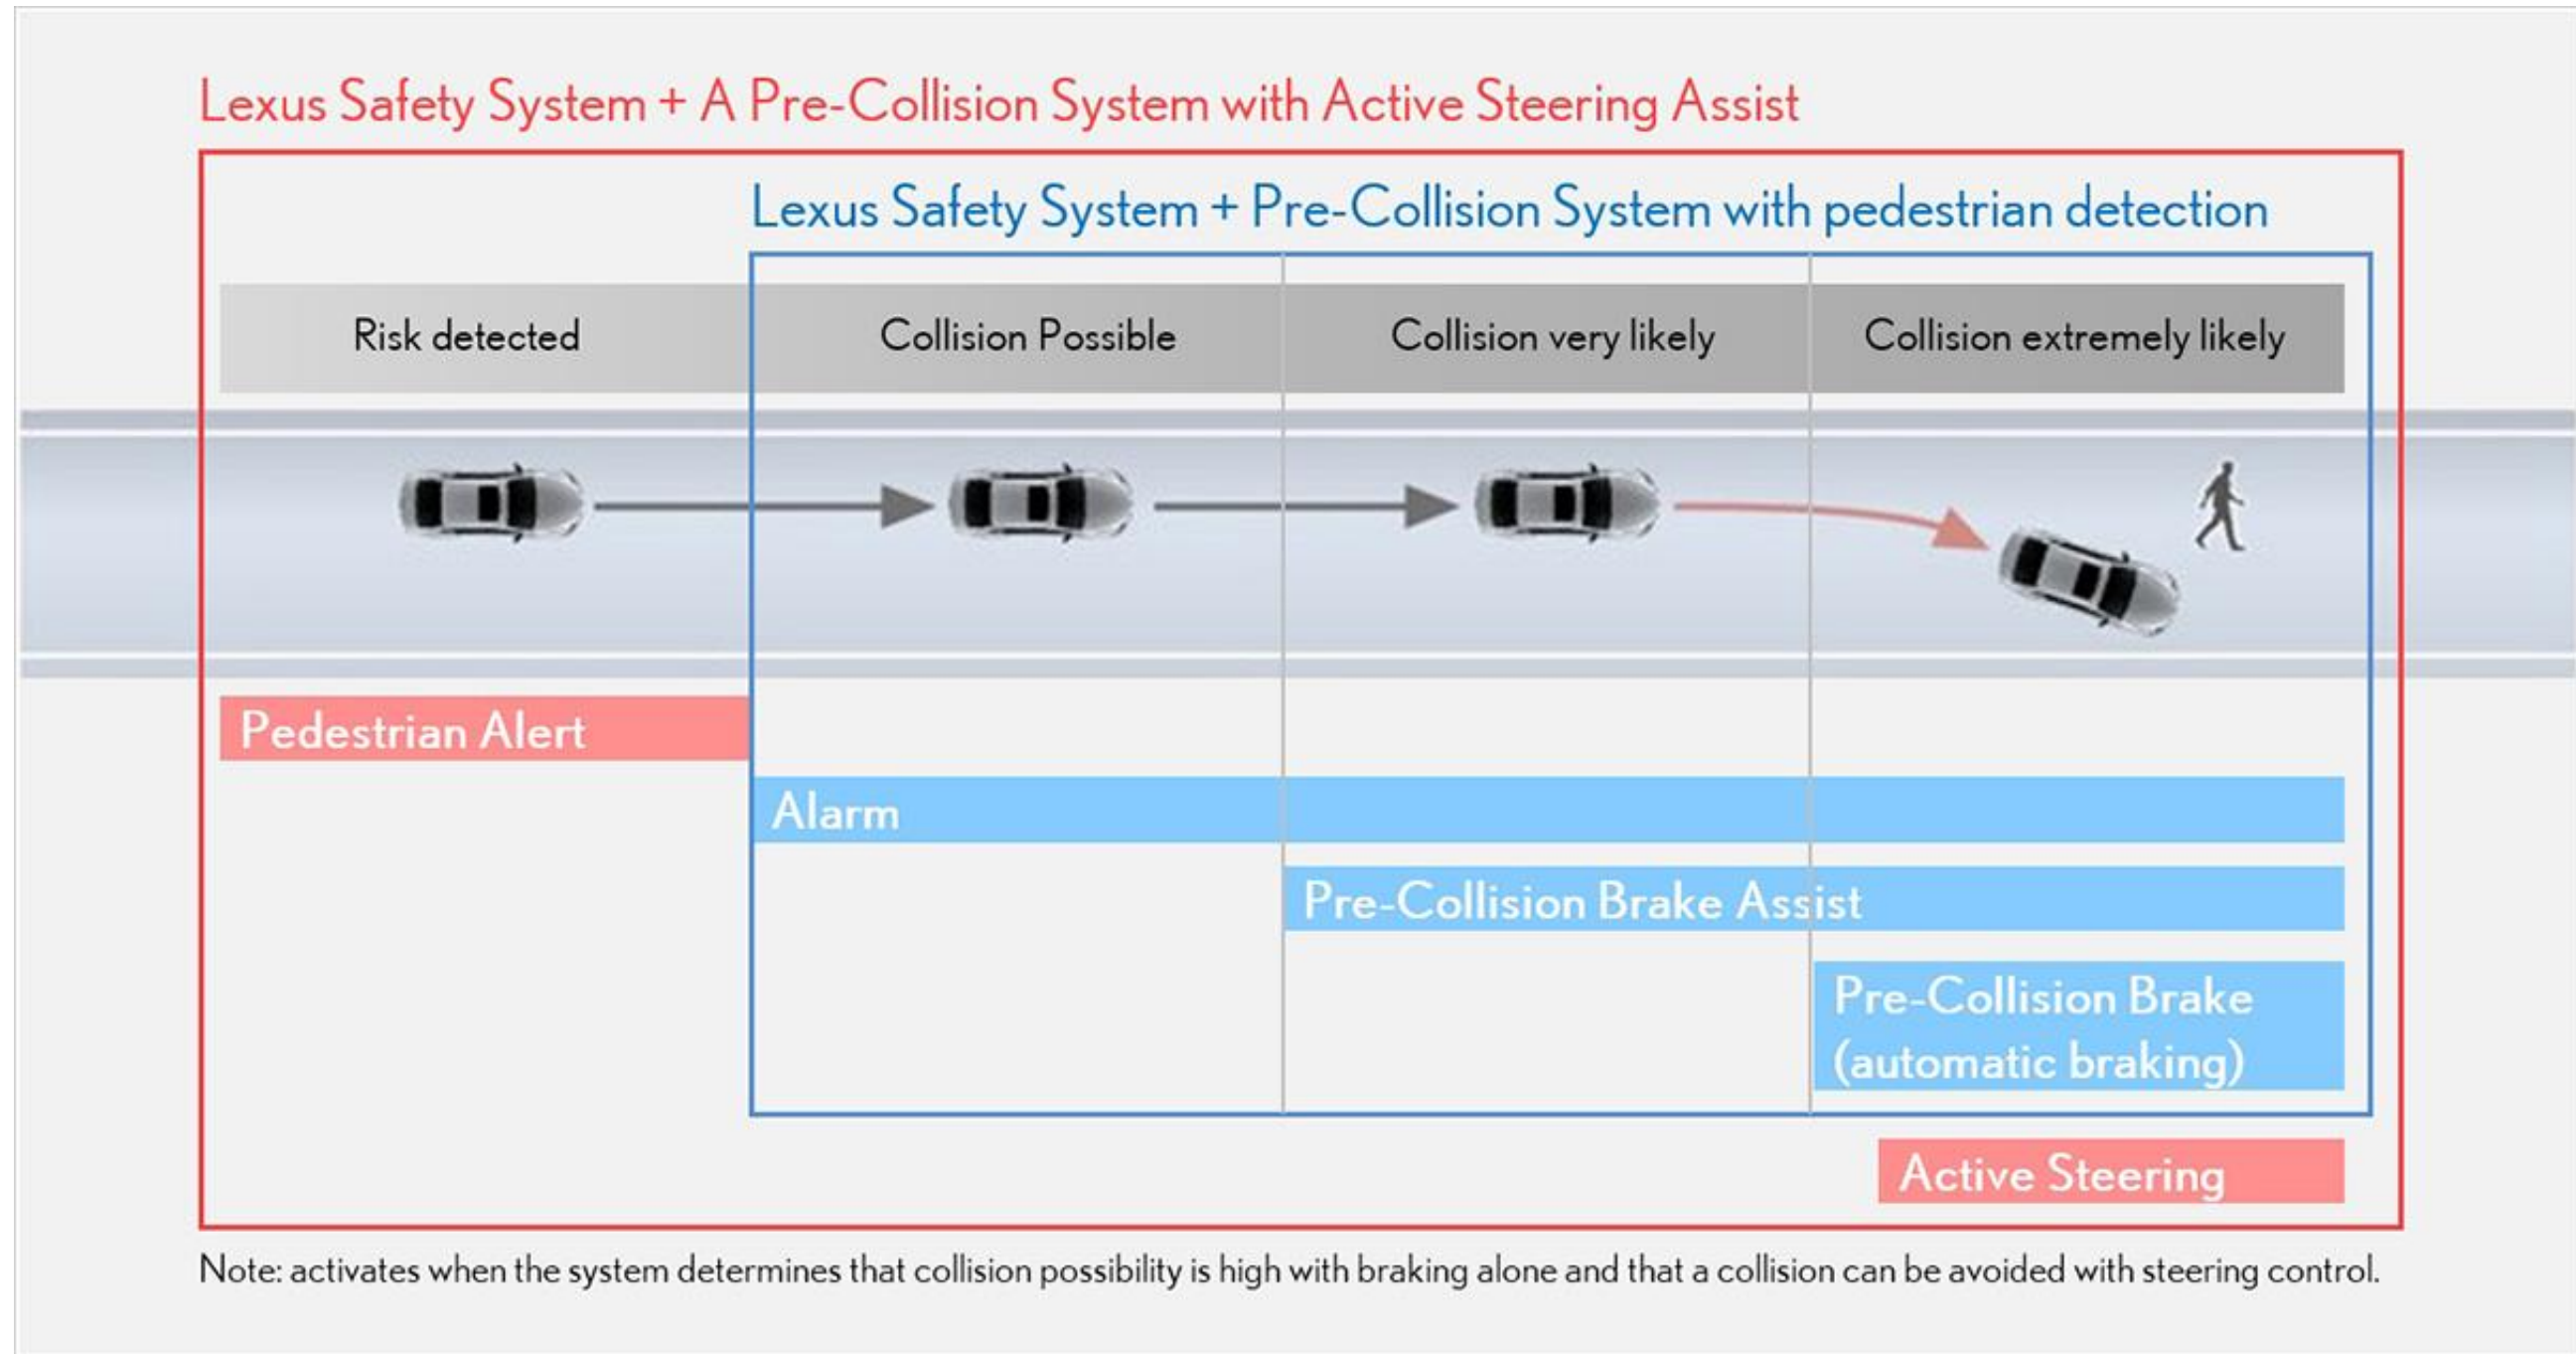 Lexus Safety System + A Pre-Collision System with Active Steering Assist
Lexus Safety System + Pre-Collision System with pedestrian detection
Risk detected
Collision Possible
Collision very likely
Collision extremely likely
Pedestrian Alert
Alarm
Pre-Collision Brake Assist
Pre-Collision Brake
(automatic braking)
Active Steering
Note: activates when the system determines that collision possibility is high with braking alone and that a collision can be avoided with steering control.